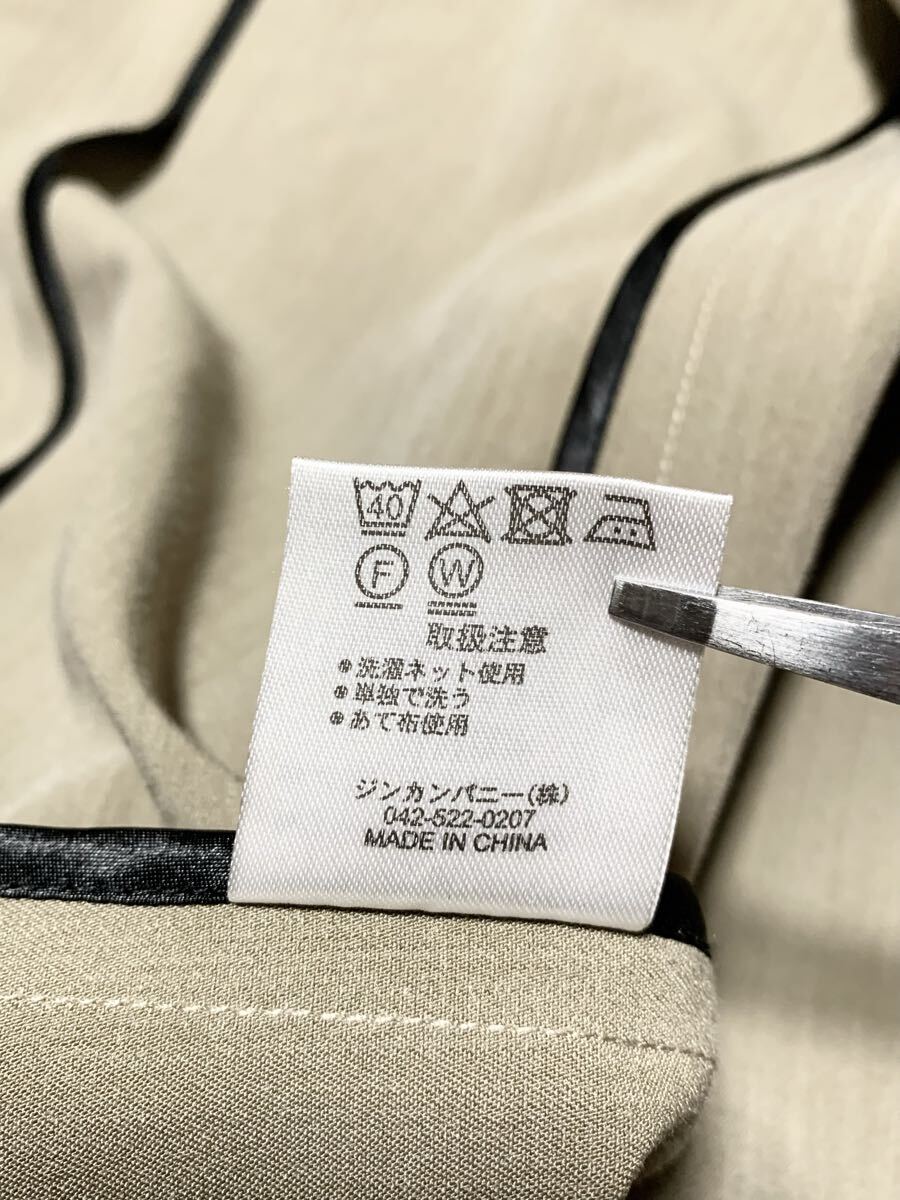 40
F W
取扱注意
●洗濯ネット使用
●単独で洗う
●あて布使用
ジンカンパニー(株)
042-522-0207
MADE IN CHINA